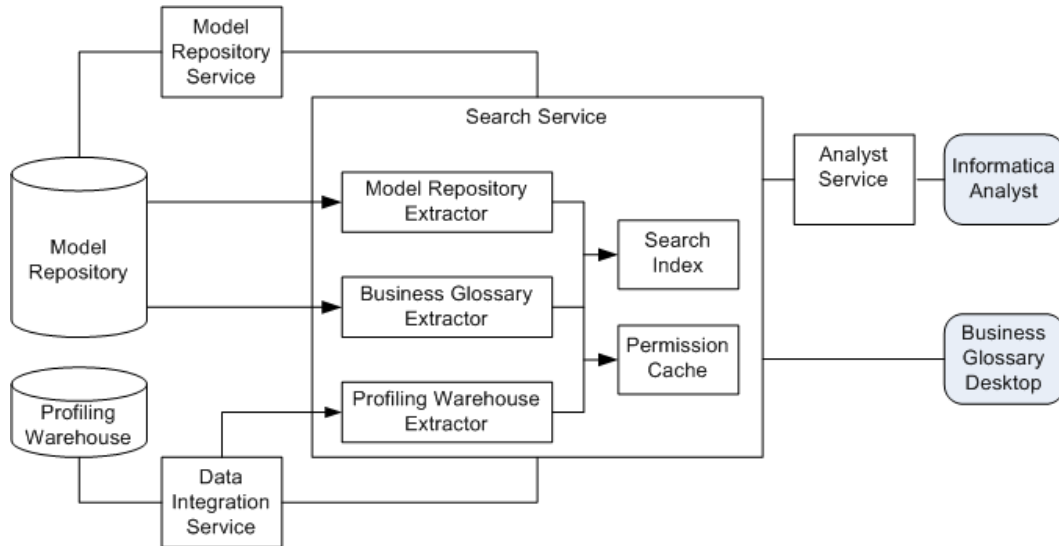 Model
Repository
Service
Search Service
Model Repository
Extractor
Business Glossary
Extractor
Profiling Warehouse
Extractor
Search
Index
Permission
Cache
Model
Repository
Profiling
Warehouse
Data
Integration
Service
Analyst
Service
Informatica
Analyst
Business
Glossary
Desktop